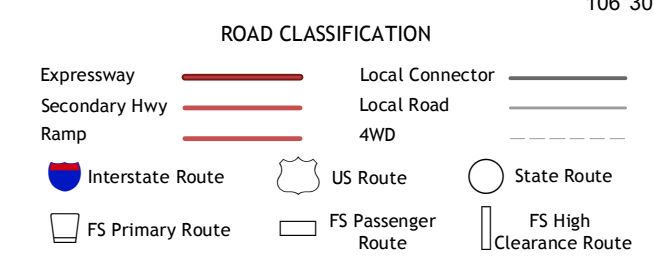 106 30
ROAD CLASSIFICATION
Expressway
Local Connector
Secondary Hwy
Local Road
Ramp
4WD
Interstate Route
US Route
State Route
FS Primary Route
FS Passenger
Route
FS High
Clearance Route